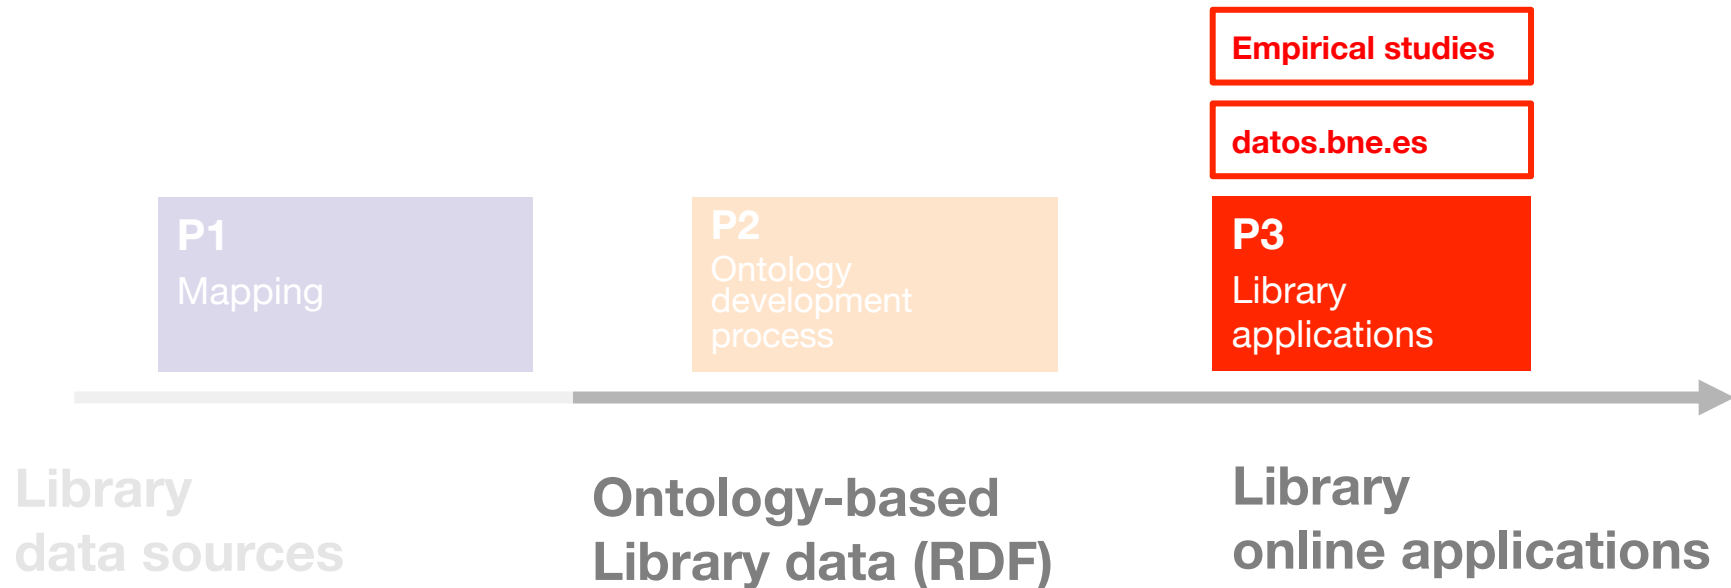 Empirical studies
datos.bne.es
P1
Mapping
P2
Ontology
development
process
P3
Library
applications
Library
data sources
Ontology-based
Library data (RDF)
Library
online applications